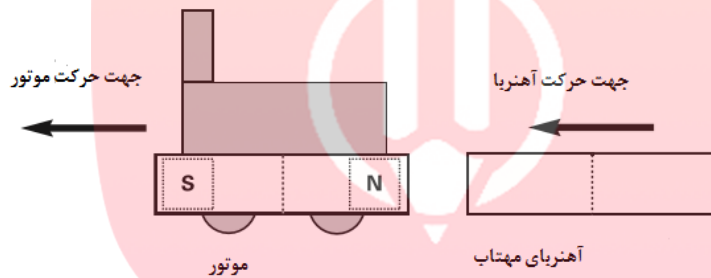 جهت حرکت موتور
جهت حرکت آهنربا
S
N
موتور
آهنربای مهتاب